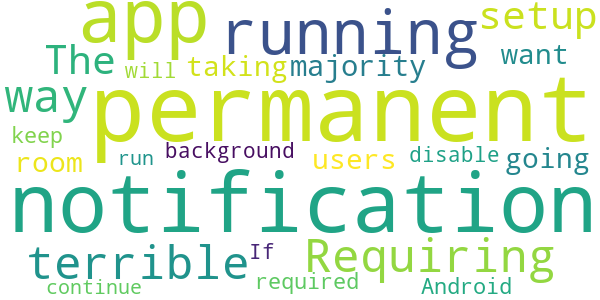 app running setup
The will taking majority want
way permanent
keep
room run background users disable going
notification
terrible If Requiring
continue required Android